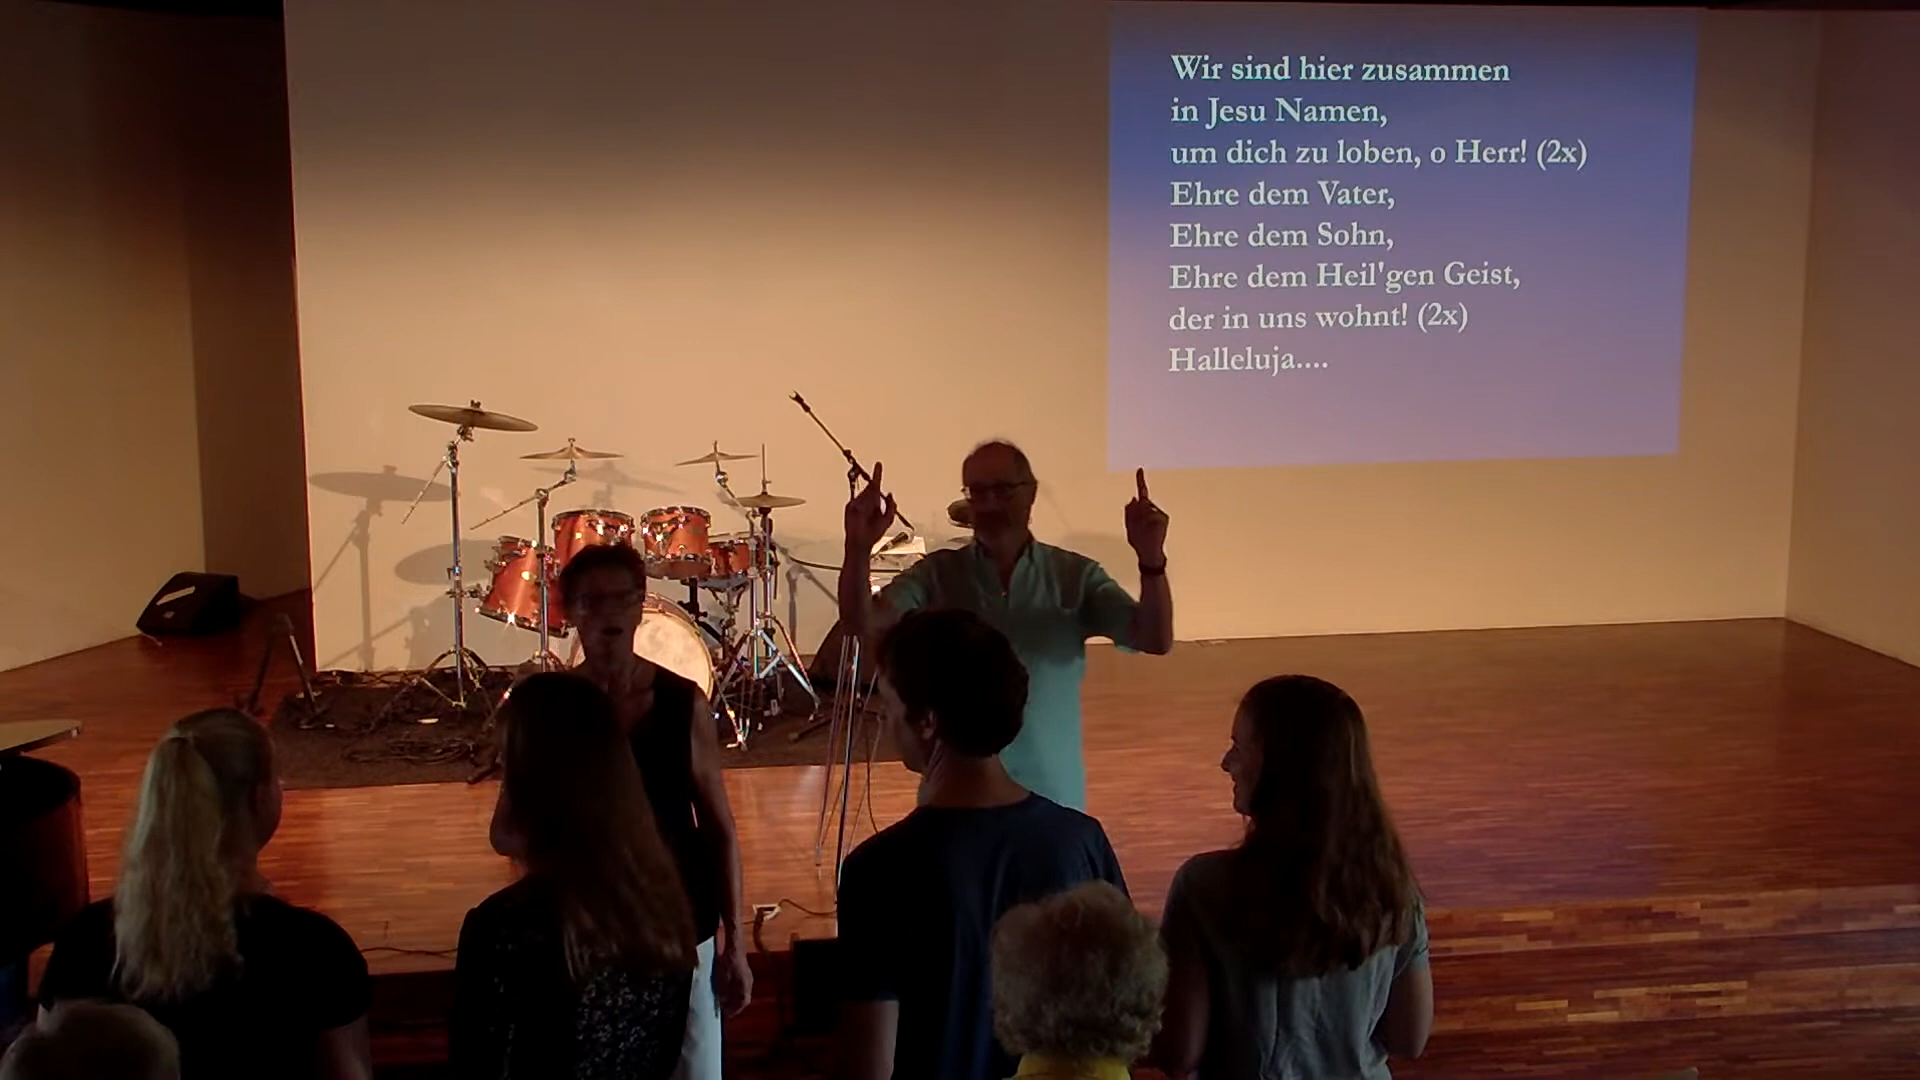 Wir sind hier zusammen
in Jesu Namen,
um dich zu loben, o Herr! (2x)
Ehre dem Vater,
Ehre dem Sohn,
Ehre dem Heil'gen Geist,
der in uns wohnt! (2x)
Halleluja....